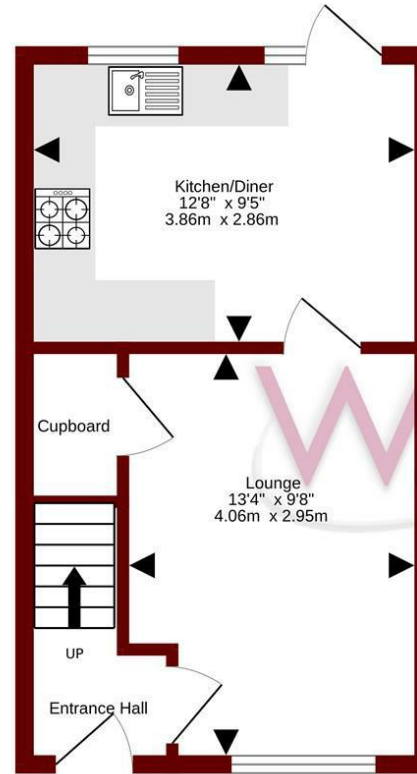 Kitchen/Diner
12'8" x 9'5"
3.86m x 2.86m
Cupboard
Lounge
13'4" x 9'8"
4.06m x 2.95m
UP
Entrance Hall
W